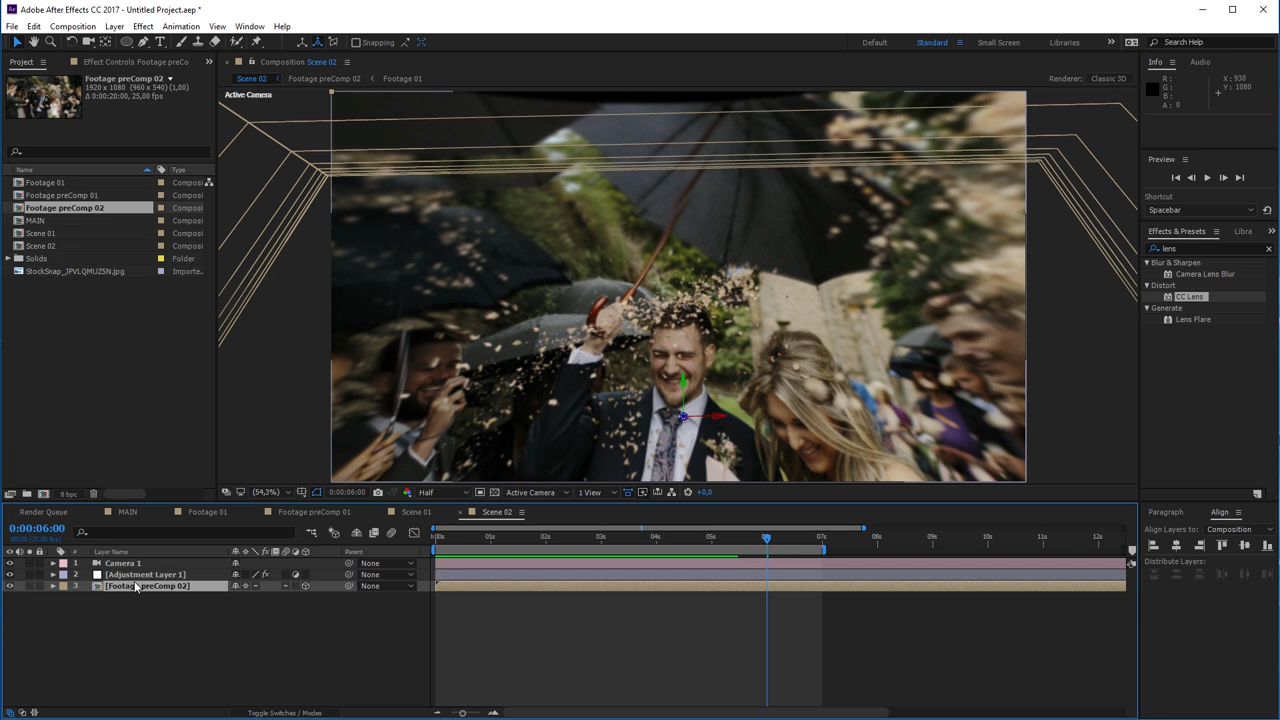 Adobe After Effects CC 2017 - Untitled Project.aep *
File Edit Composition Layer Effect Animation View Window Help
Snapping
Default Standard Small Screen Libraries Search Help
Project Effect Controls Footage preCo
Composition Scene 02
Info Audio
Footage preComp 02
1920 x 1080 (960 x 540) (1,00)
Δ 0:00:20:00, 25,00 fps
Scene 02 Footage preComp 02 Footage 01
Renderer: Classic 3D
Active Camera
R :
G :
B :
A : 0
X : 930
Y : 1080
Preview
Shortcut
Spacebar
Effects & Presets Libra
lens
Blur & Sharpen
Camera Lens Blur
Distort
CC Lens
Generate
Lens Flare
Name Type
Footage 01 Composi
Footage preComp 01 Composi
Footage preComp 02 Composi
MAIN Composi
Scene 01 Composi
Scene 02 Composi
Solids Folder
StockSnap_JPVLQMUZ5N.jpg Importe..
8 bpc
(54,3%) 0:00:06:00 Half Active Camera 1 View +0,0
Render Queue MAIN Footage 01 Footage preComp 01 Scene 01 Scene 02
0:00:06:00
# Layer Name Parent
1 Camera 1 None
2 [Adjustment Layer 1] None
3 [Footage preComp 02] None
01s 02s 03s 04s 05s 07s 08s 09s 10s 11s 12s
Toggle Switches / Modes
Paragraph Align
Align Layers to: Composition
Distribute Layers: